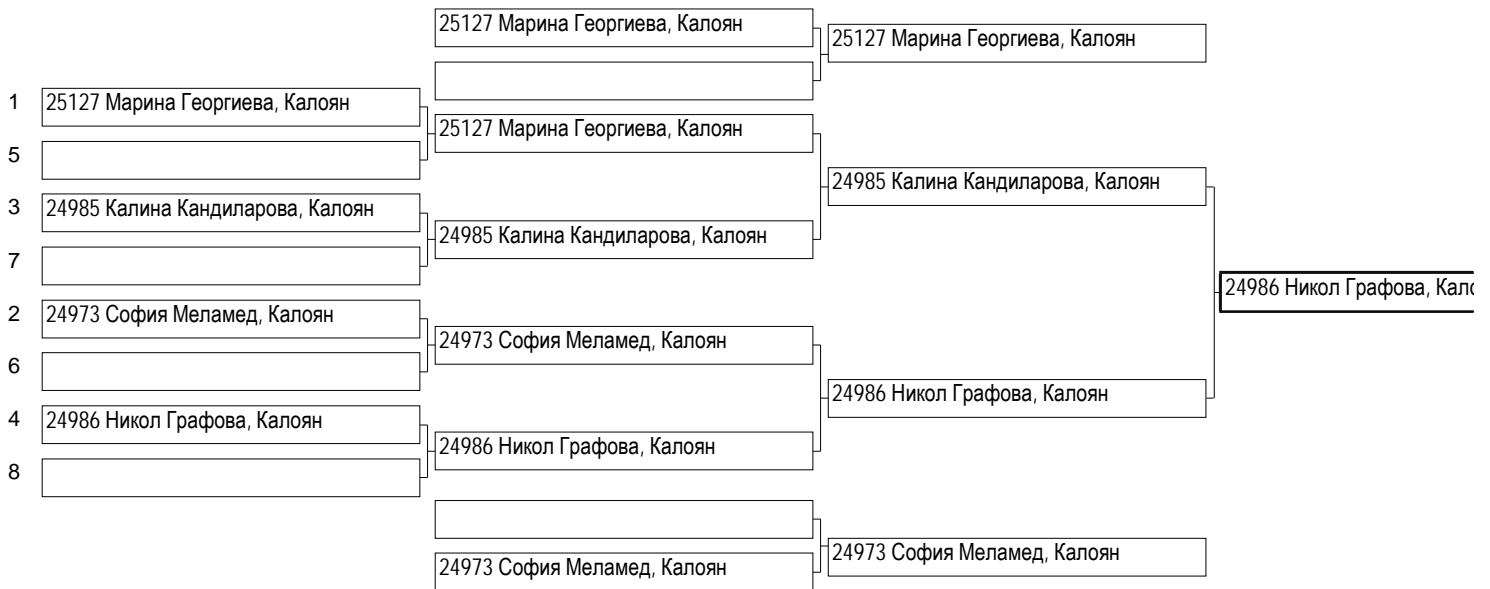 25127 Марина Георгиева, Калоян
25127 Марина Георгиева, Калоян
1 25127 Марина Георгиева, Калоян
25127 Марина Георгиева, Калоян
5
24985 Калина Кандиларова, Калоян
3 24985 Калина Кандиларова, Калоян
24985 Калина Кандиларова, Калоян
7
24986 Никол Графова, Кало
2 24973 София Меламед, Калоян
24973 София Меламед, Калоян
6
24986 Никол Графова, Калоян
4 24986 Никол Графова, Калоян
24986 Никол Графова, Калоян
8
24973 София Меламед, Калоян
24973 София Меламед, Калоян